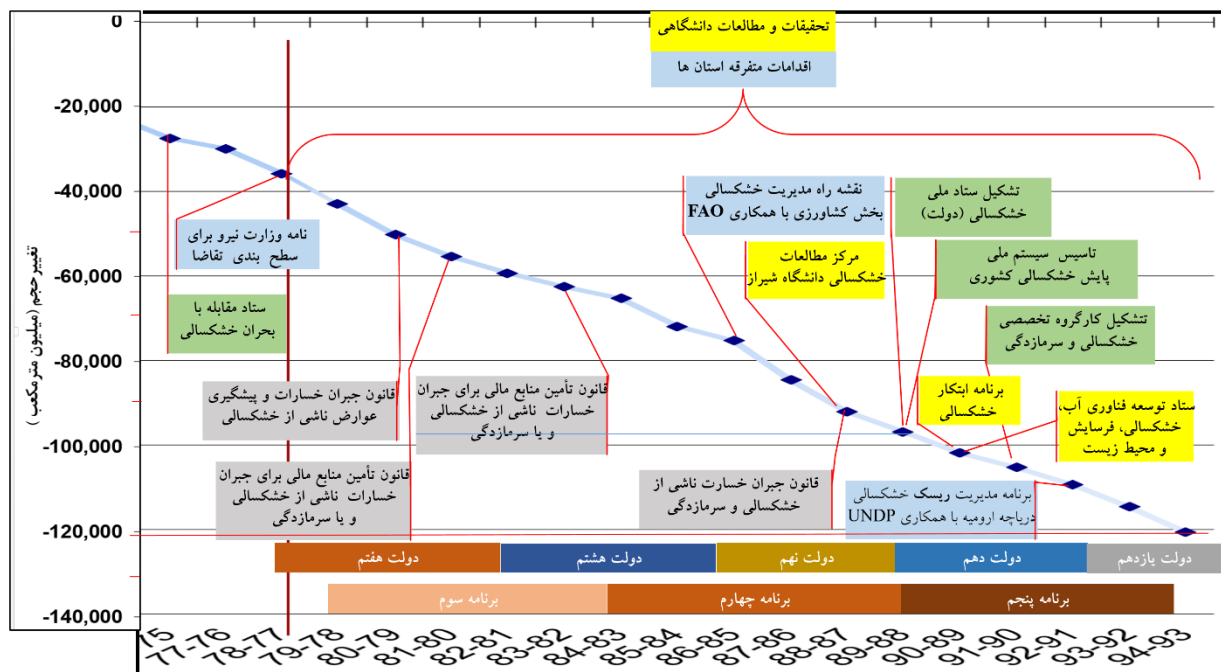 -0
-20,000
-40,000
-60,000
-80,000
-100,000
-120,000
-140,000
تغییرحجم (میلیون مترمکعب )
تحقیقات و مطالعات دانشگاهی
اقدامات متفرقه استان ها
نامه وزارت نیرو برای
سطح بندی تقاضا
ستاد مقابله با
بحران خشکسالی
قانون جبران خسارات و پیشگیری
عوارض ناشی از خشکسالی
قانون تأمین منابع مالی برای جبران
خسارات ناشی از خشکسالی
و یا سرمازدگی
قانون تأمین منابع مالی برای جبران
خسارات ناشی از خشکسالی
و یا سرمازدگی
نقشه راه مدیریت خشکسالی
بخش کشاورزی با همکاری FAO
مرکز مطالعات
خشکسالی دانشگاه شیراز
قانون جبران خسارت ناشی از
خشکسالی و سرمازدگی
تشکیل ستاد ملی
خشکسالی (دولت)
تاسیس سیستم ملی
پایش خشکسالی کشوری
تتشکیل کارگروه تخصصی
خشکسالی و سرمازدگی
برنامه ابتکار
خشکسالی
ستاد توسعه فناوری آب،
خشکسالی، فرسایش
و محیط زیست
برنامه مدیریت ریسک خشکسالی
دریاچه ارومیه با همکاری UNDP
دولت هفتم
دولت هشتم
دولت نهم
دولت دهم
دولت یازدهم
برنامه سوم
برنامه چهارم
برنامه پنجم
-75
77-76
78-77
79-78
80-79
81-80
82-81
83-82
84-83
85-84
86-85
87-86
88-87
89-88
90-89
91-90
92-91
93-92
94-93